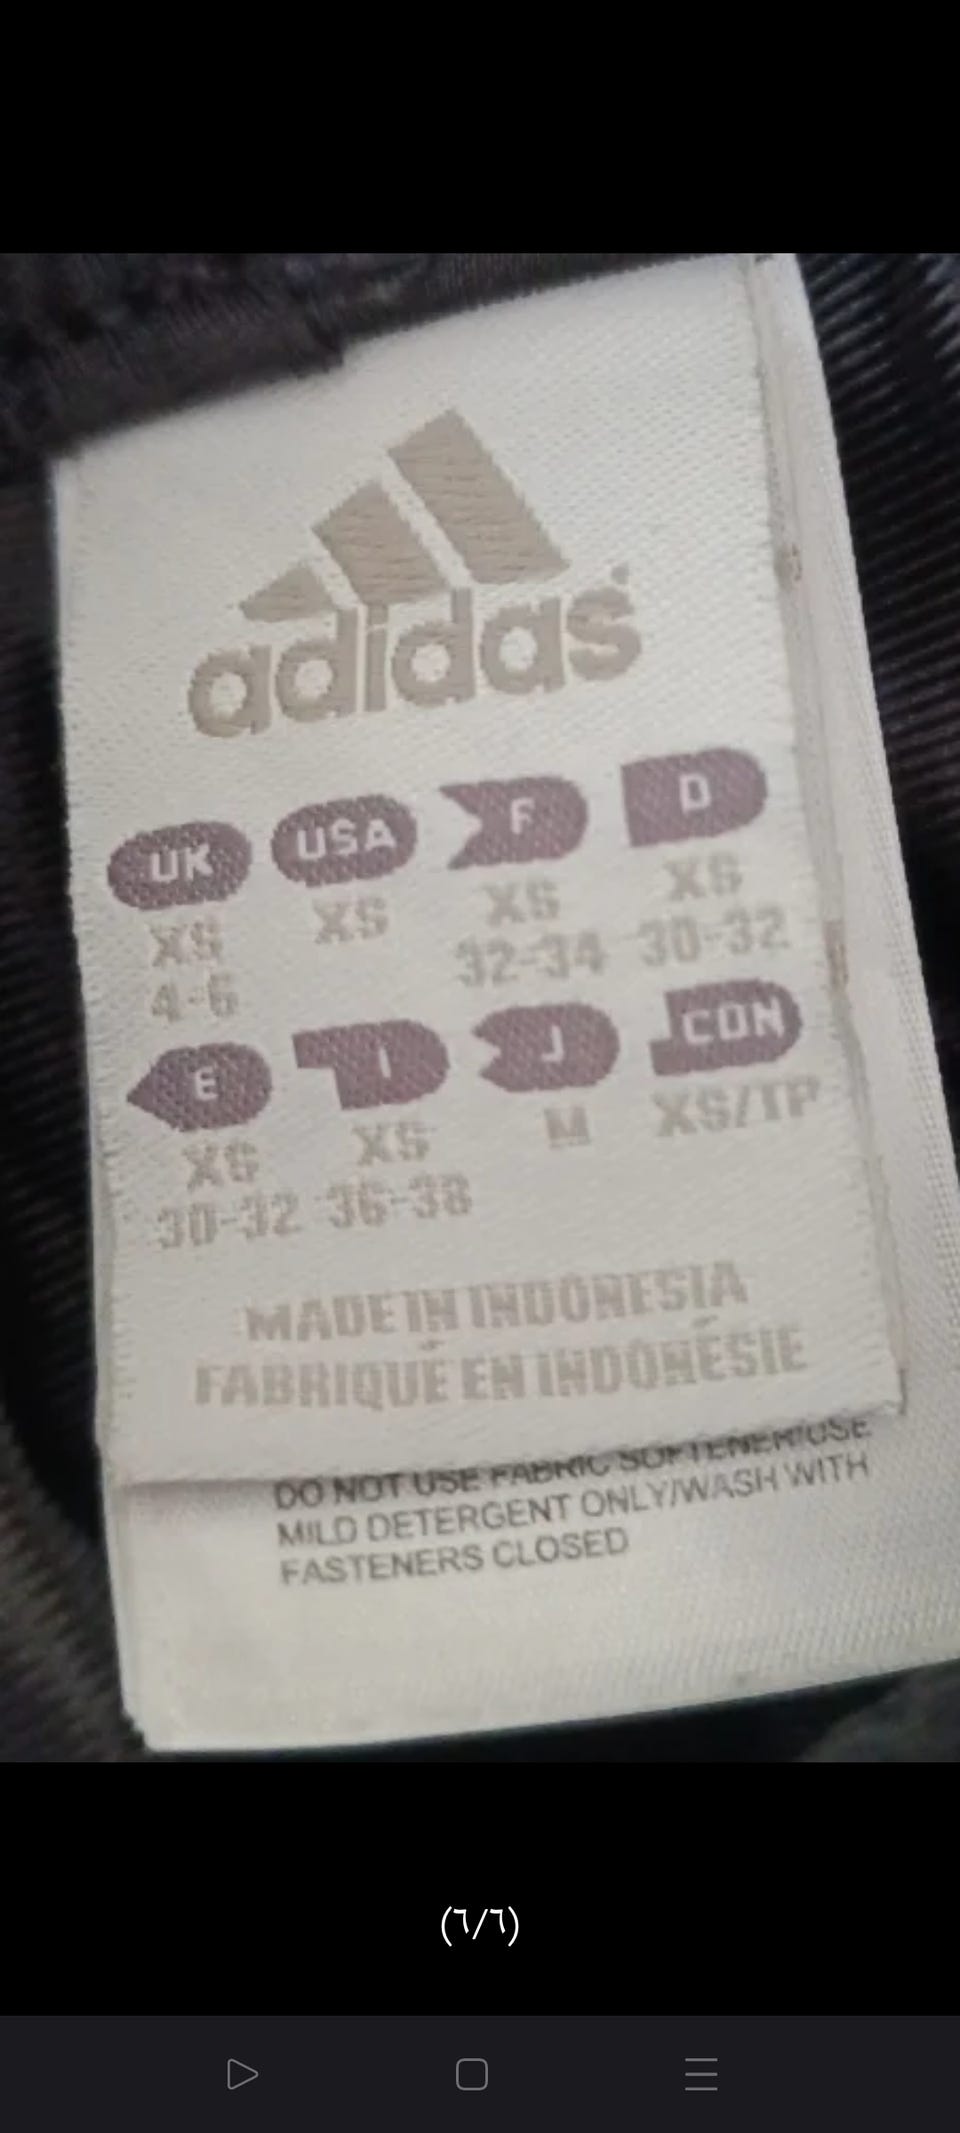 adidas
UK USA F D
XS XS XS XS
4-6 32-34 30-32
E I J CON
XS XS M XS/TP
30-32 36-38
MADE IN INDONESIA
FABRIQUÉ EN INDONÉSIE
DO NOT USE FABRIC SOFTENER/USE
MILD DETERGENT ONLY/WASH WITH
FASTENERS CLOSED
(٦/٦)